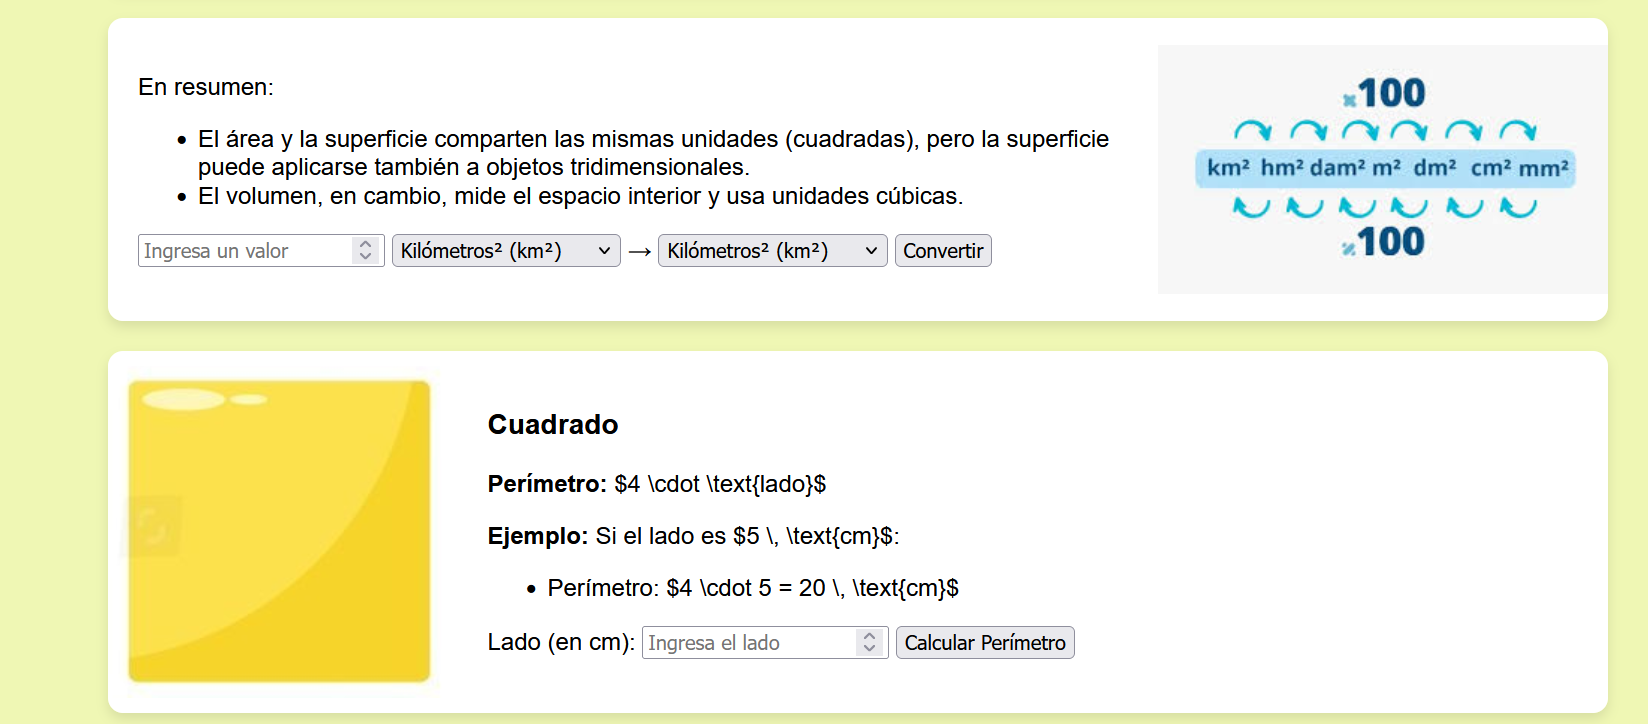 En resumen:
• El área y la superficie comparten las mismas unidades (cuadradas), pero la superficie
puede aplicarse también a objetos tridimensionales.
• El volumen, en cambio, mide el espacio interior y usa unidades cúbicas.
Ingresa un valor Kilómetros² (km²) → Kilómetros² (km²) Convertir
×100
km² hm² dam² m² dm² cm² mm²
÷100
Cuadrado
Perímetro: $4 \cdot \text{lado}$
Ejemplo: Si el lado es $5 \, \text{cm}$:
• Perímetro: $4 \cdot 5 = 20 \, \text{cm}$
Lado (en cm): Ingresa el lado Calcular Perímetro